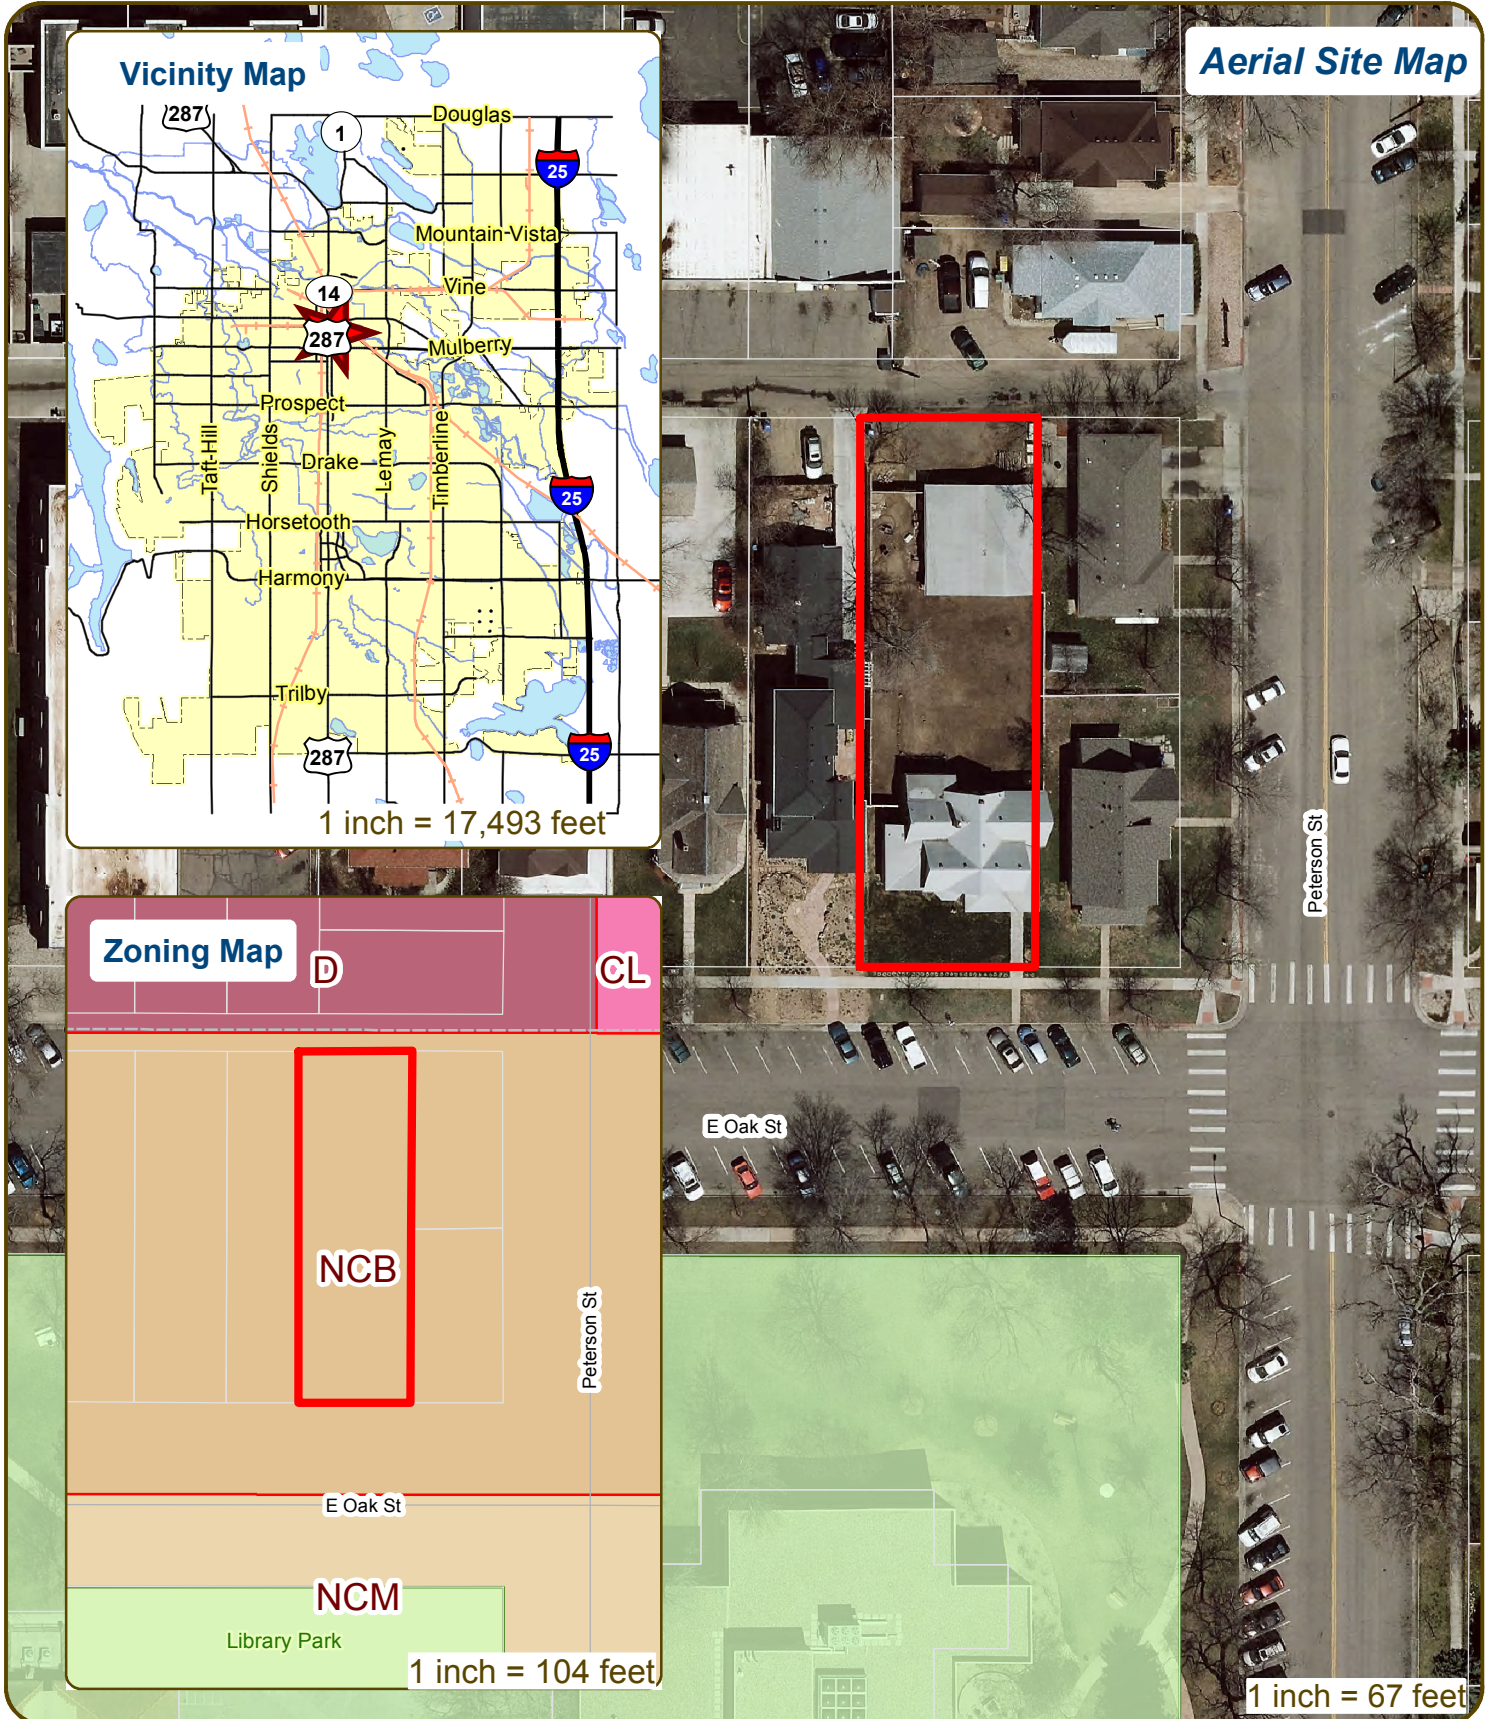 Aerial Site Map
Vicinity Map
287
1
Douglas
25
Mountain-Vista
14
Vine
287
Mulberry
Prospect
Taft-Hill
Shields
Drake
Lemay
Timberline
25
Horsetooth
Harmony
Trilby
287
25
1 inch = 17,493 feet
Peterson St
Zoning Map
D
CL
NCB
Peterson St
E Oak St
E Oak St
NCM
Library Park
1 inch = 104 feet
1 inch = 67 feet